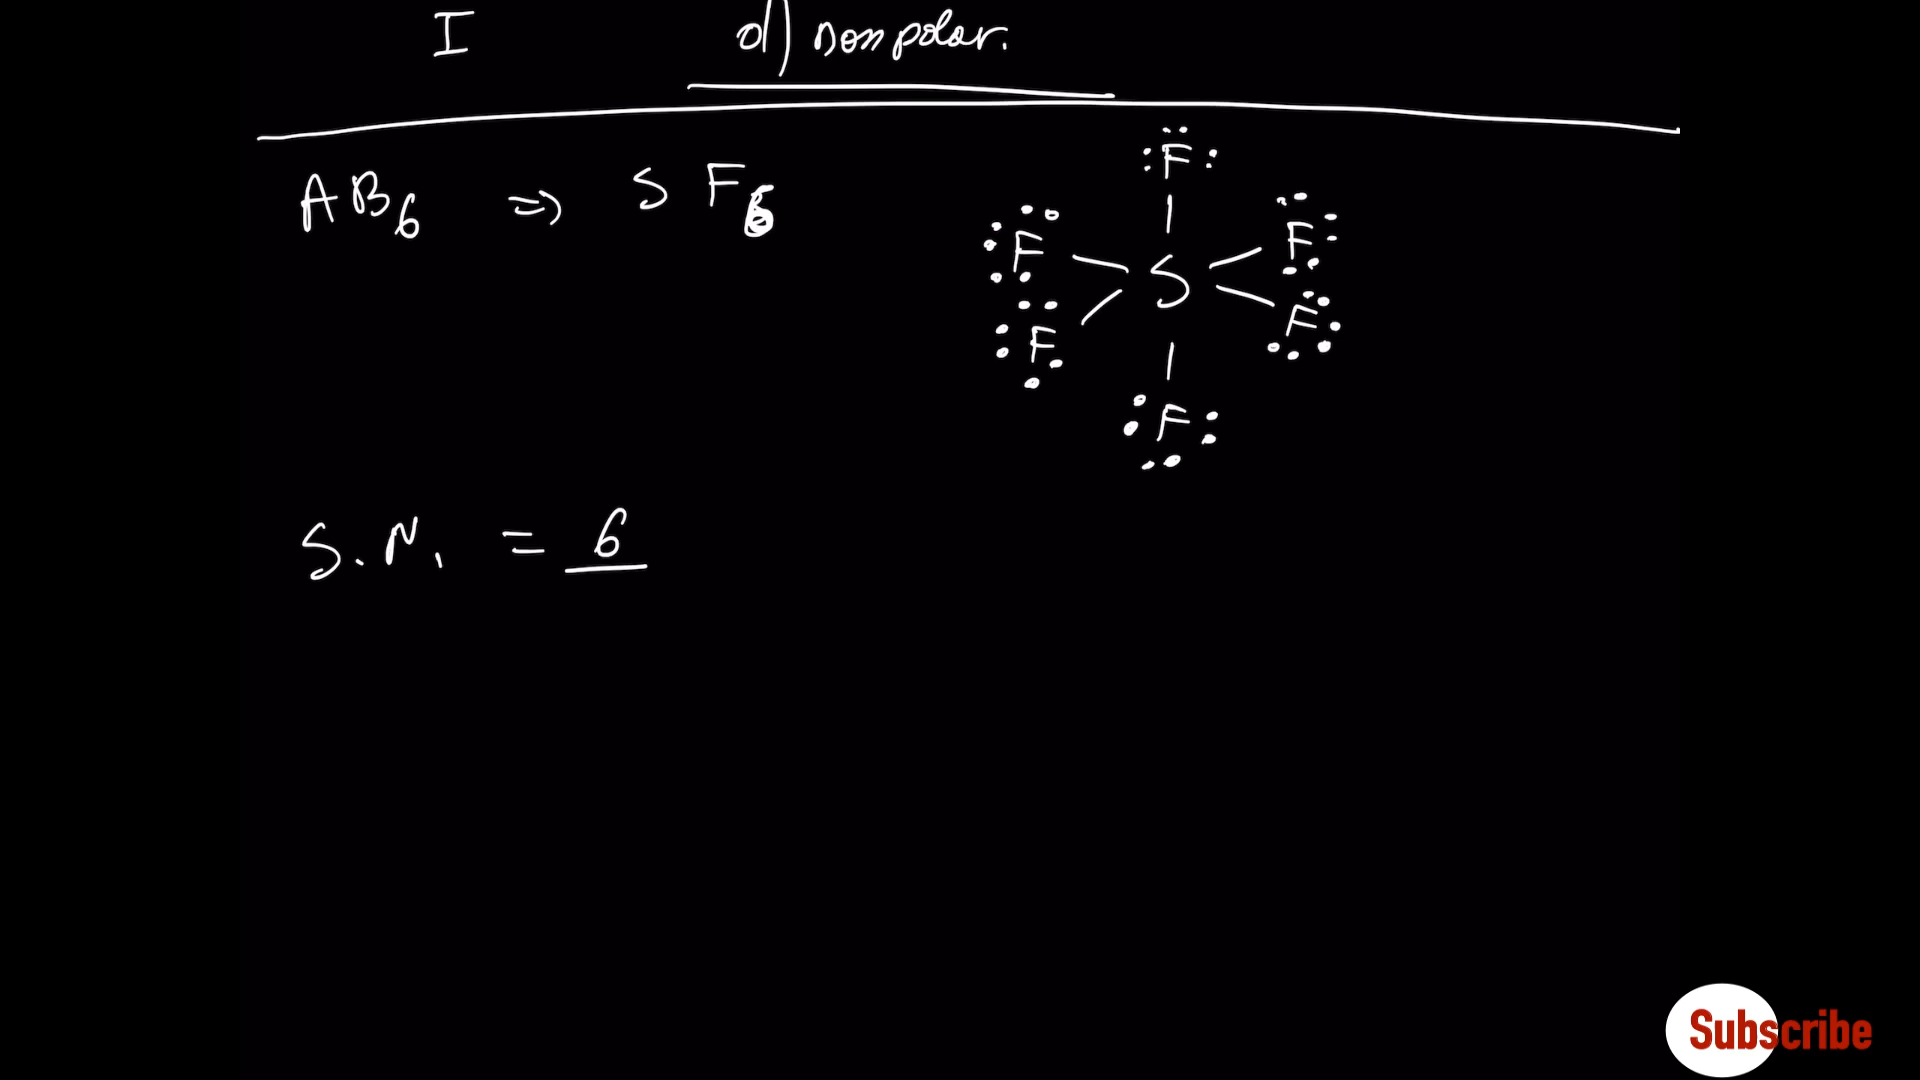 I d) nonpolar.
AB6 => SF6
F
F F
S
F F
F
S.N. = 6
Subscribe